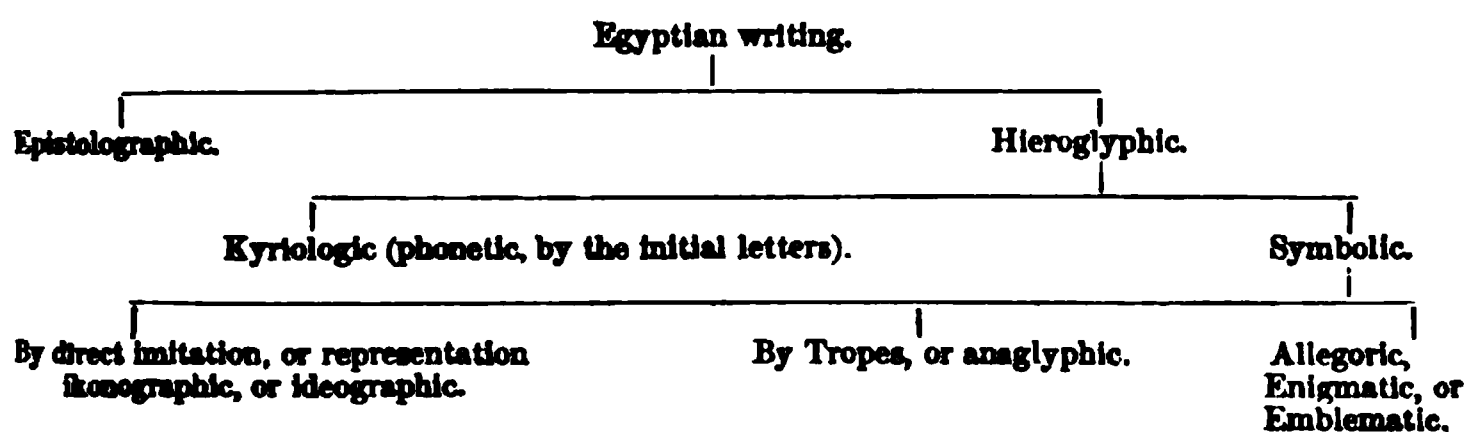 Egyptian writing.
Epistolographic. Hieroglyphic.
Kyriologic (phonetic, by the initial letters). Symbolic.
By direct imitation, or representation By Tropes, or anaglyphic. Allegoric,
ikonographic, or ideographic. Enigmatic, or
Emblematic.